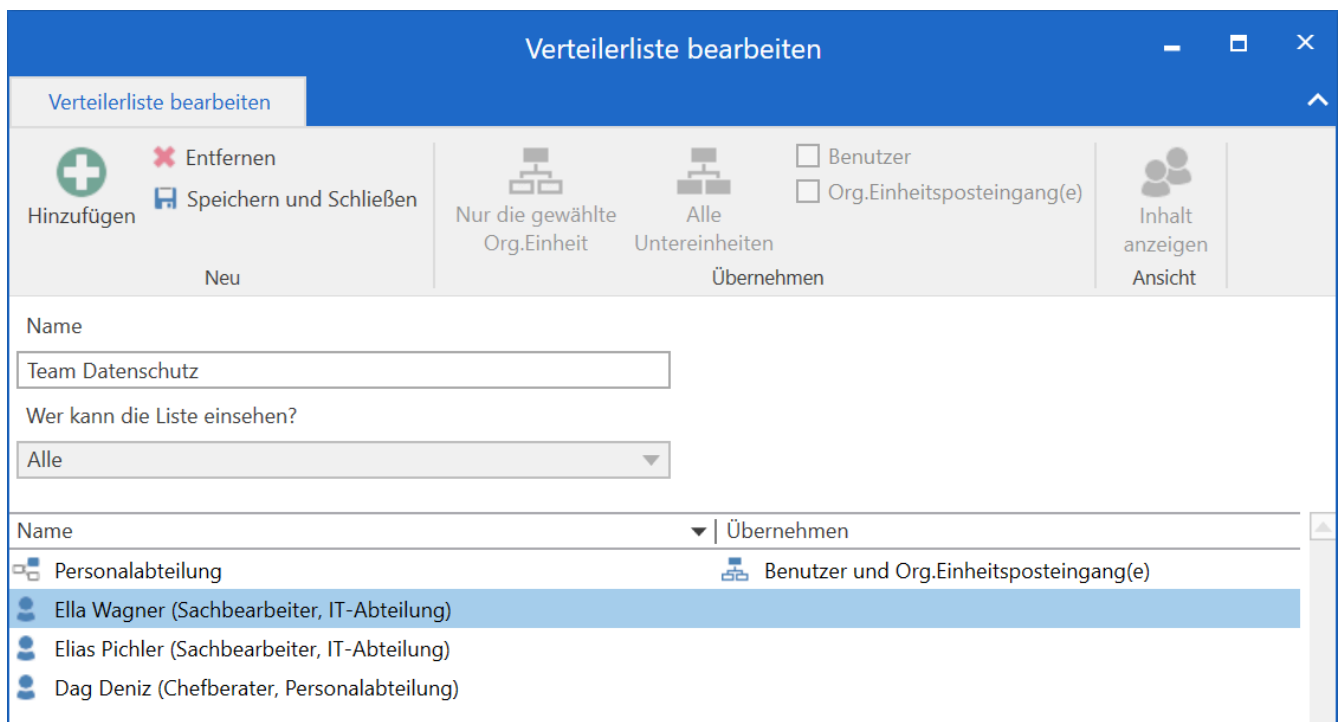 Verteilerliste bearbeiten
Verteilerliste bearbeiten
Hinzufügen
Entfernen
Speichern und Schließen
Neu
Nur die gewählte
Org.Einheit
Alle
Untereinheiten
Benutzer
Org.Einheitsposteingang(e)
Übernehmen
Inhalt
anzeigen
Ansicht
Name
Team Datenschutz
Wer kann die Liste einsehen?
Alle
Name Übernehmen
Personalabteilung Benutzer und Org.Einheitsposteingang(e)
Ella Wagner (Sachbearbeiter, IT-Abteilung)
Elias Pichler (Sachbearbeiter, IT-Abteilung)
Dag Deniz (Chefberater, Personalabteilung)